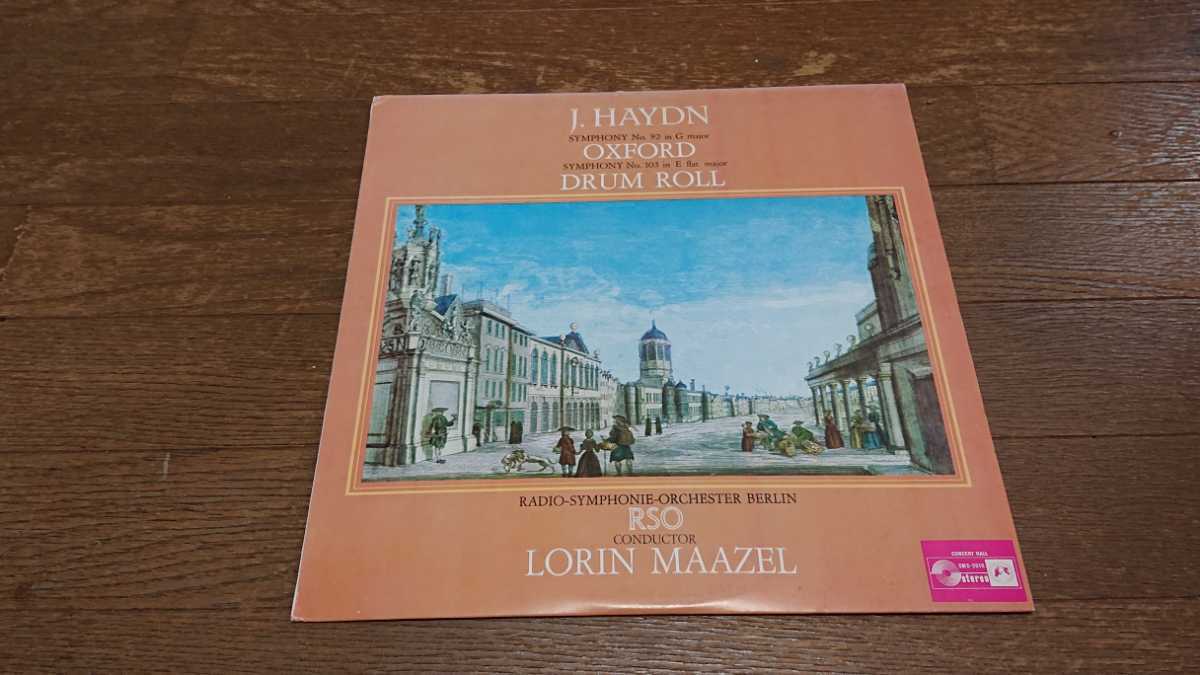 J. HAYDN
SYMPHONY No. 92 in G major
OXFORD
SYMPHONY No. 103 in E flat major
DRUM ROLL
RADIO-SYMPHONIE-ORCHESTER BERLIN
RSO
CONDUCTOR
LORIN MAAZEL
CONCERT HALL
stereo